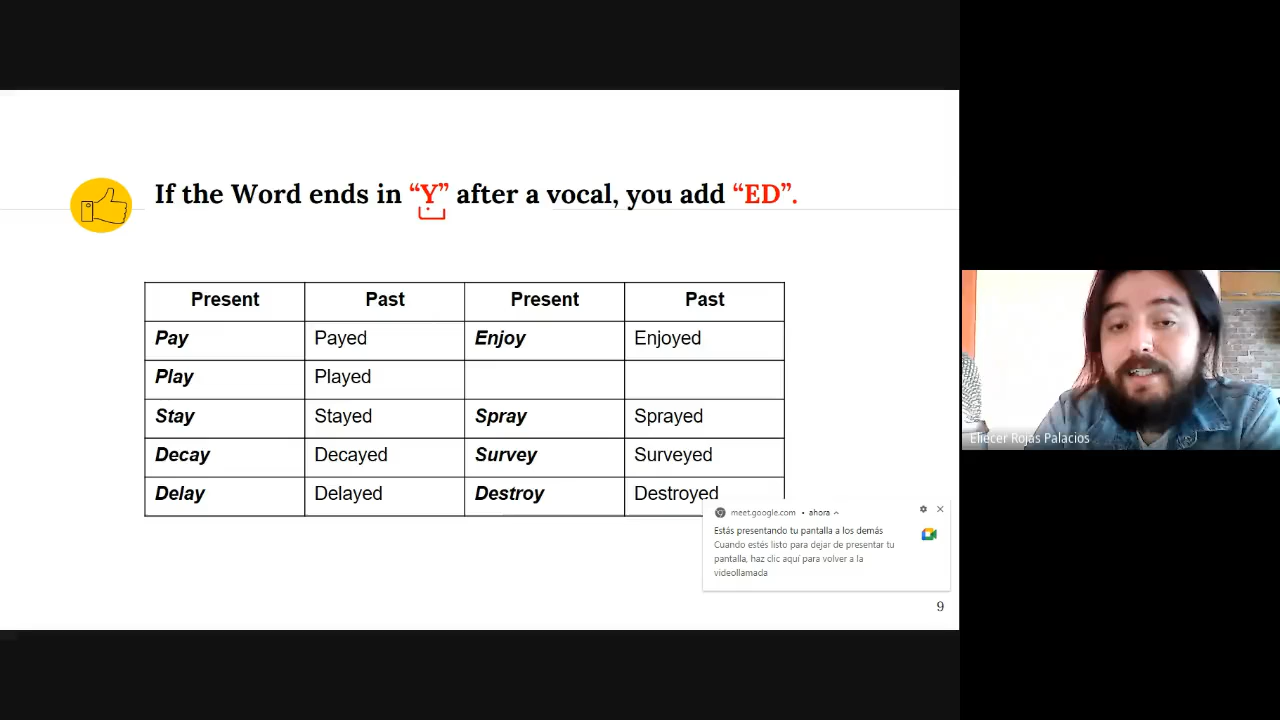 If the Word ends in “Y” after a vocal, you add “ED”.
Present Past Present Past
Pay Payed Enjoy Enjoyed
Play Played
Stay Stayed Spray Sprayed
Decay Decayed Survey Surveyed
Delay Delayed Destroy Destroyed
meet.google.com • ahora
Estás presentando tu pantalla a los demás
Cuando estés listo para dejar de presentar tu
pantalla, haz clic aquí para volver a la
videollamada
9
Eliecer Rojas Palacios